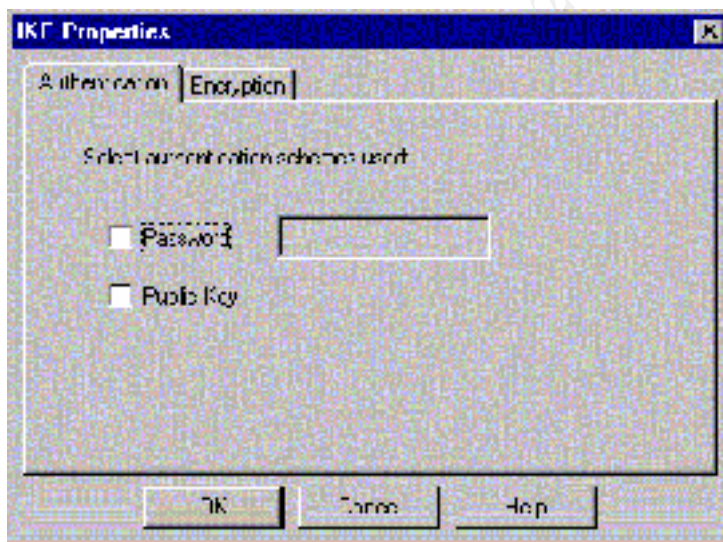 IKE Properties
Authentication Encryption
Select authentication schemes used:
Password
Public Key
OK Cancel Help